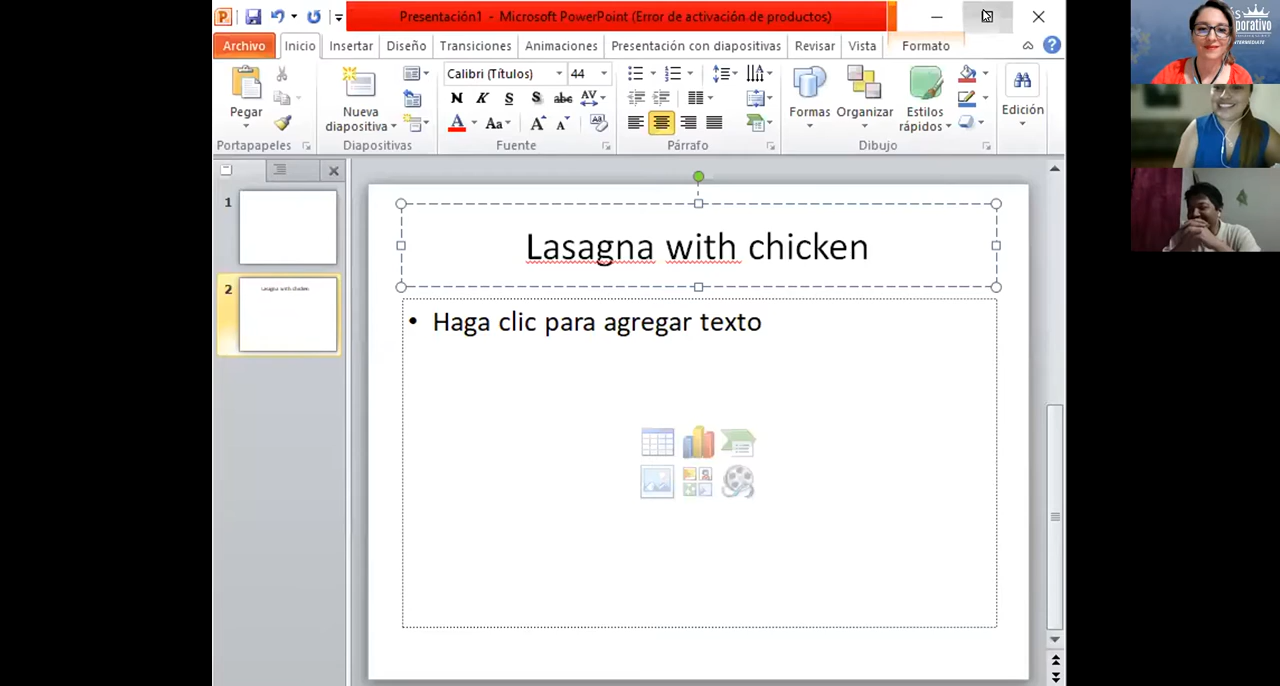 Presentación1 - Microsoft PowerPoint (Error de activación de productos)
Archivo Inicio Insertar Diseño Transiciones Animaciones Presentación con diapositivas Revisar Vista Formato
Calibri (Títulos) 44
N K S S abc AV
A Aa A A
Pegar
Nueva diapositiva
Formas Organizar Estilos rápidos Edición
Portapapeles Diapositivas Fuente Párrafo Dibujo
1
2
Lasagna with chicken
Lasagna with chicken
• Haga clic para agregar texto